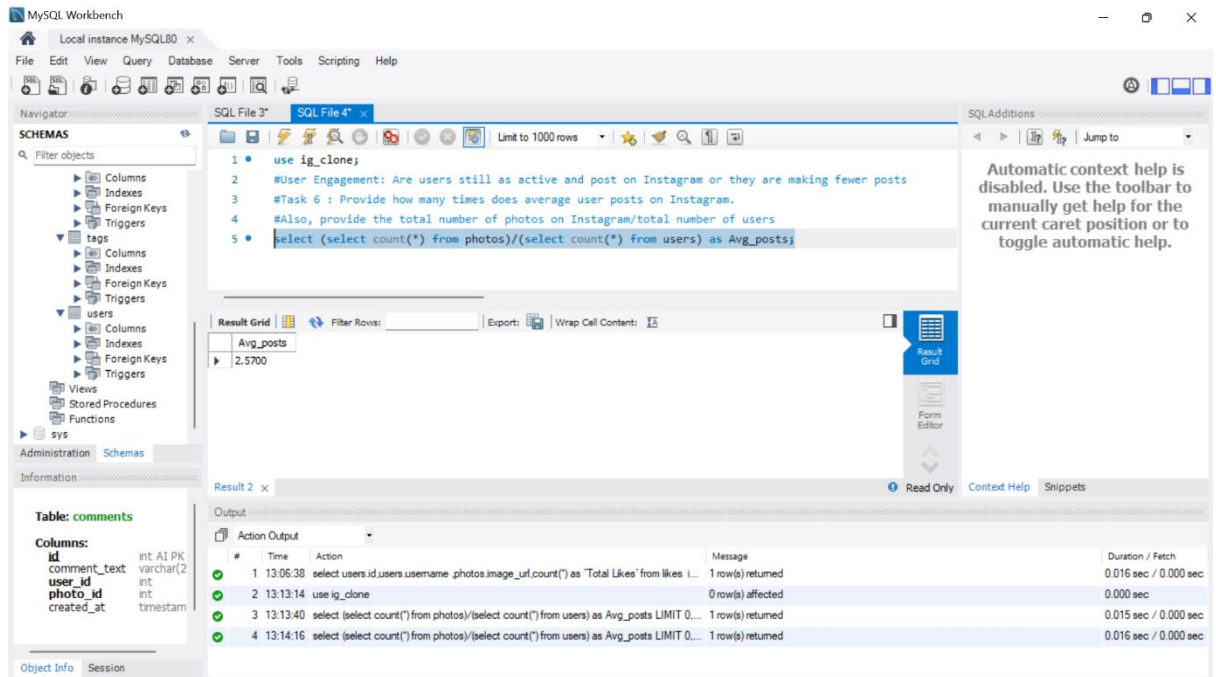 MySQL Workbench
Local instance MySQL80
File Edit View Query Database Server Tools Scripting Help
Navigator
SCHEMAS
Filter objects
Columns
Indexes
Foreign Keys
Triggers
tags
Columns
Indexes
Foreign Keys
Triggers
users
Columns
Indexes
Foreign Keys
Triggers
Views
Stored Procedures
Functions
sys
Administration Schemas
Information
Table: comments
Columns:
id int AI PK
comment_text varchar(2
user_id int
photo_id int
created_at timestam
Object Info Session
SQL File 3* SQL File 4*
Limit to 1000 rows
1 use ig_clone;
2 #User Engagement: Are users still as active and post on Instagram or they are making fewer posts
3 #Task 6 : Provide how many times does average user posts on Instagram.
4 #Also, provide the total number of photos on Instagram/total number of users
5 select (select count(*) from photos)/(select count(*) from users) as Avg_posts;
Result Grid Filter Rows: Export: Wrap Cell Content:
Avg_posts
2.5700
Result Grid
Form Editor
Result 2 Read Only
Output
Action Output
# Time Action Message Duration / Fetch
1 13:06:38 select users.id,users.username ,photos.image_url,count(*) as `Total Likes` from likes i... 1 row(s) returned 0.016 sec / 0.000 sec
2 13:13:14 use ig_clone 0 row(s) affected 0.000 sec
3 13:13:40 select (select count(*) from photos)/(select count(*) from users) as Avg_posts LIMIT 0,... 1 row(s) returned 0.015 sec / 0.000 sec
4 13:14:16 select (select count(*) from photos)/(select count(*) from users) as Avg_posts LIMIT 0,... 1 row(s) returned 0.016 sec / 0.000 sec
SQLAdditions
Jump to
Automatic context help is
disabled. Use the toolbar to
manually get help for the
current caret position or to
toggle automatic help.
Context Help Snippets